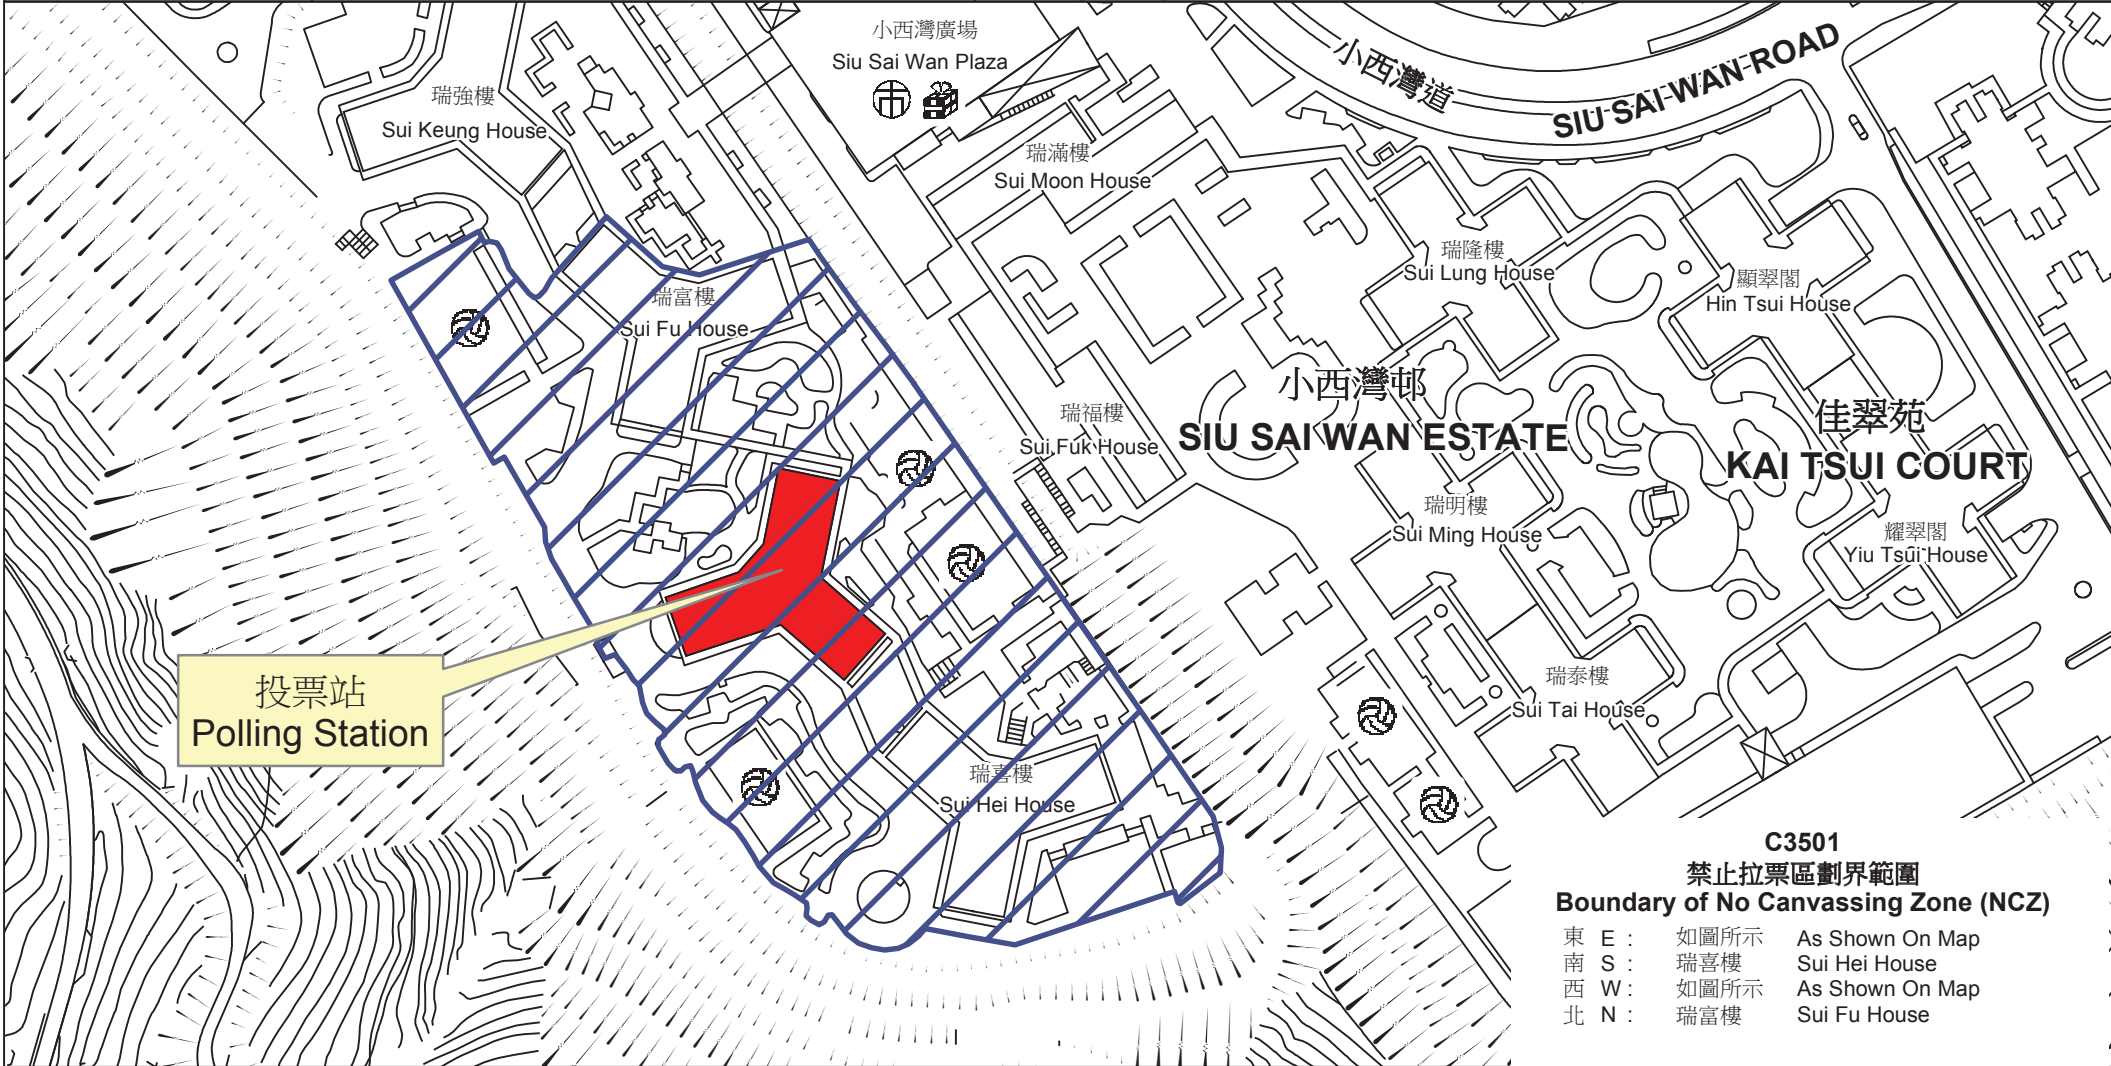 小西灣廣場
Siu Sai Wan Plaza
小西灣道
SIU SAI WAN ROAD
瑞強樓
Sui Keung House
瑞滿樓
Sui Moon House
瑞隆樓
Sui Lung House
顯翠閣
Hin Tsui House
瑞富樓
Sui Fu House
小西灣邨
SIU SAI WAN ESTATE
佳翠苑
KAI TSUI COURT
瑞福樓
Sui Fuk House
瑞明樓
Sui Ming House
耀翠閣
Yiu Tsui House
投票站
Polling Station
瑞泰樓
Sui Tai House
瑞喜樓
Sui Hei House
C3501
禁止拉票區劃界範圍
Boundary of No Canvassing Zone (NCZ)
東 E : 如圖所示 As Shown On Map
南 S : 瑞喜樓 Sui Hei House
西 W : 如圖所示 As Shown On Map
北 N : 瑞富樓 Sui Fu House